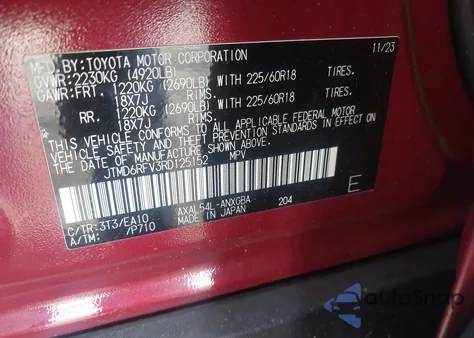 MFD. BY: TOYOTA MOTOR CORPORATION 11/23
GVWR: 2230KG (4920LB)
GAWR: FRT. 1220KG (2690LB) WITH 225/60R18 TIRES.
18X7J RIMS.
RR. 1220KG (2690LB) WITH 225/60R18 TIRES.
18X7J RIMS.
THIS VEHICLE CONFORMS TO ALL APPLICABLE FEDERAL MOTOR
VEHICLE SAFETY AND THEFT PREVENTION STANDARDS IN
EFFECT ON THE DATE OF MANUFACTURE SHOWN ABOVE.
JTMD6RFV3RD125152 MPV
E
C/TR: 3T3/EA10 AXAL54L-ANXGBA 204
A/TM: /P710 MADE IN JAPAN
autoSnap